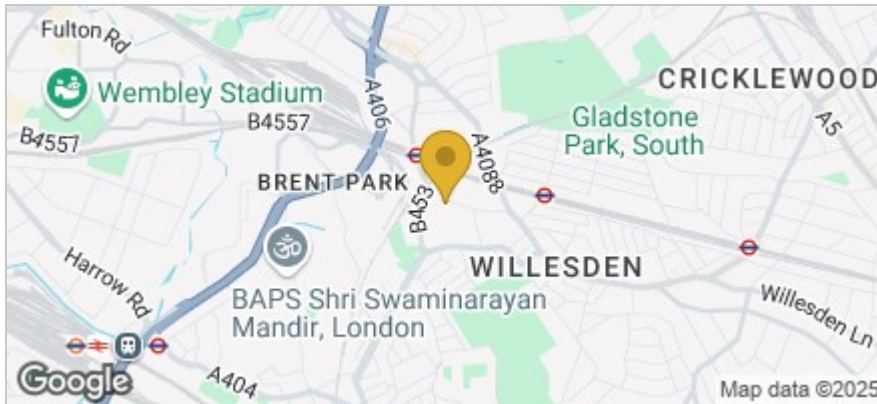 Fulton Rd
Wembley Stadium
B4557
B4557
A406
A4088
CRICKLEWOOD
A5
Gladstone
Park, South
BRENT PARK
B453
WILLESDEN
Harrow Rd
BAPS Shri Swaminarayan
Mandir, London
Willesden Ln
A404
Google
Map data ©2025